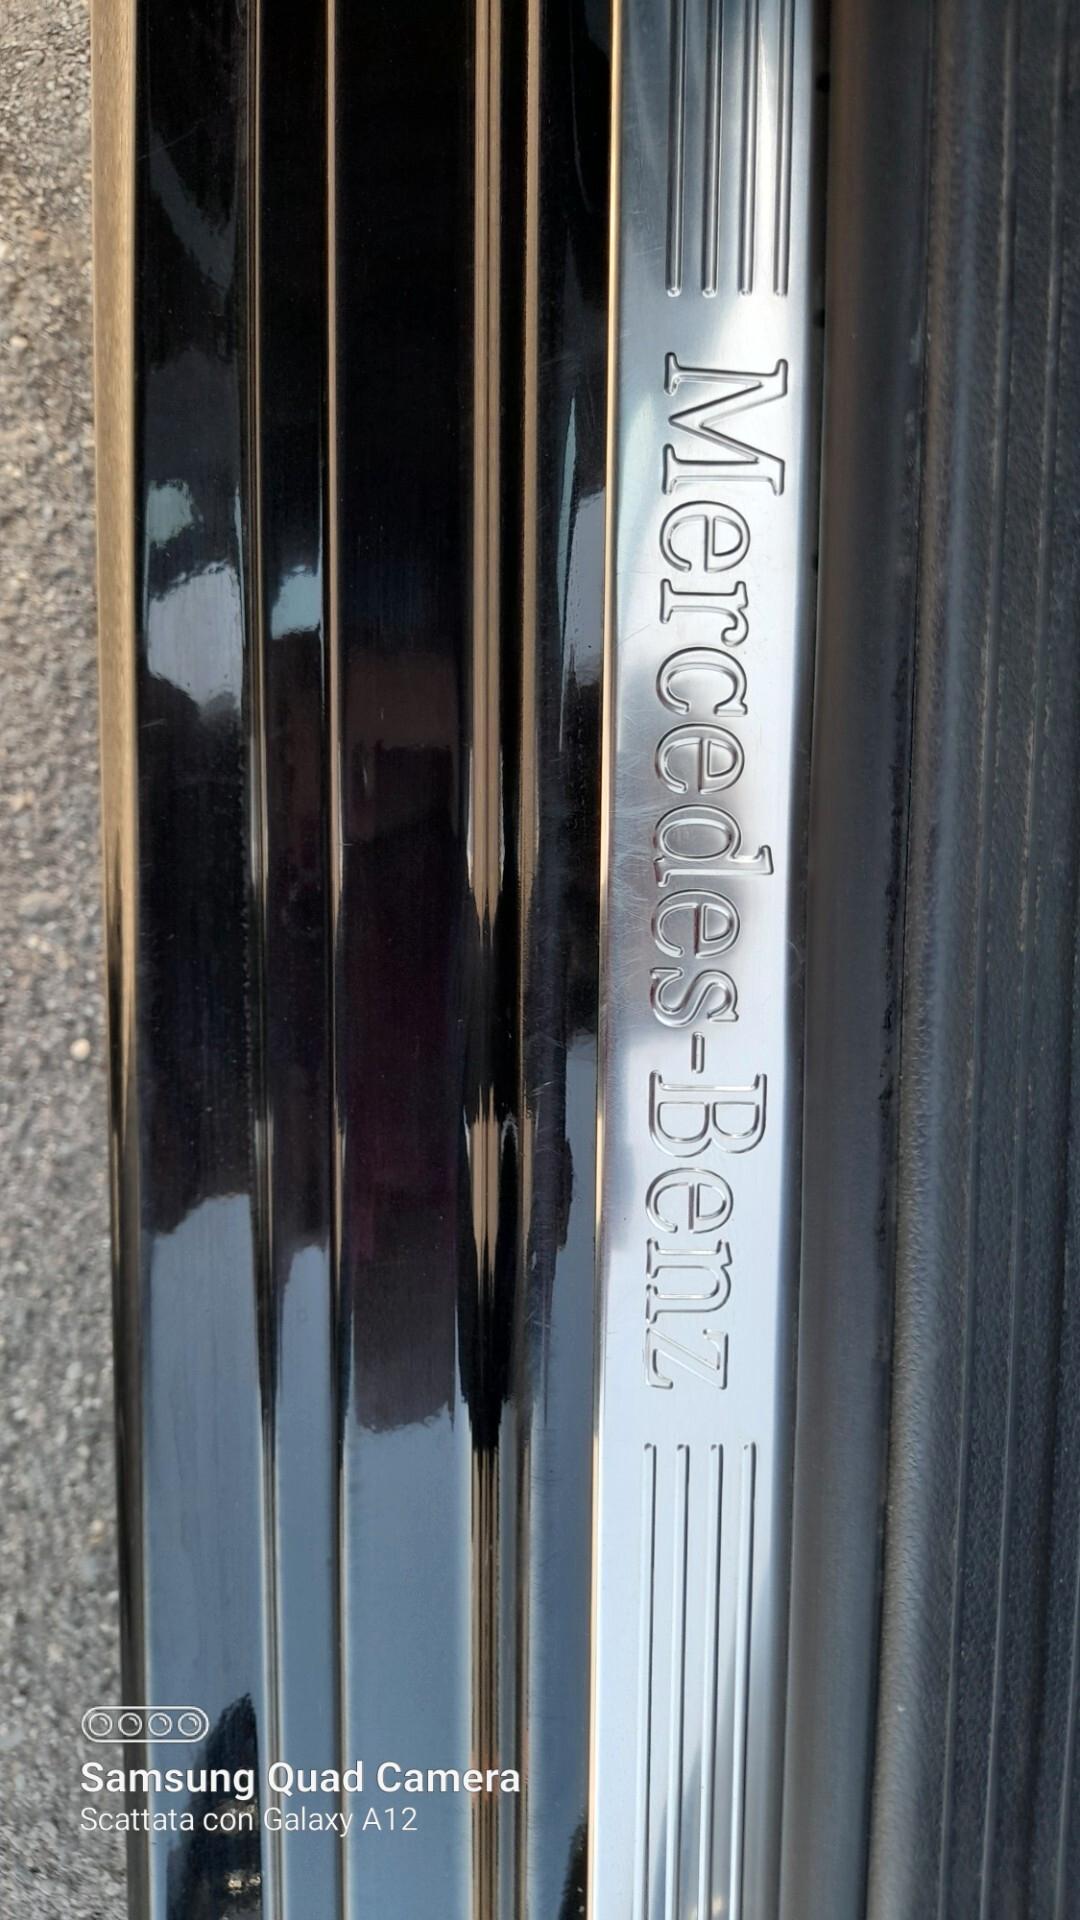 Mercedes-Benz
Samsung Quad Camera
Scattata con Galaxy A12